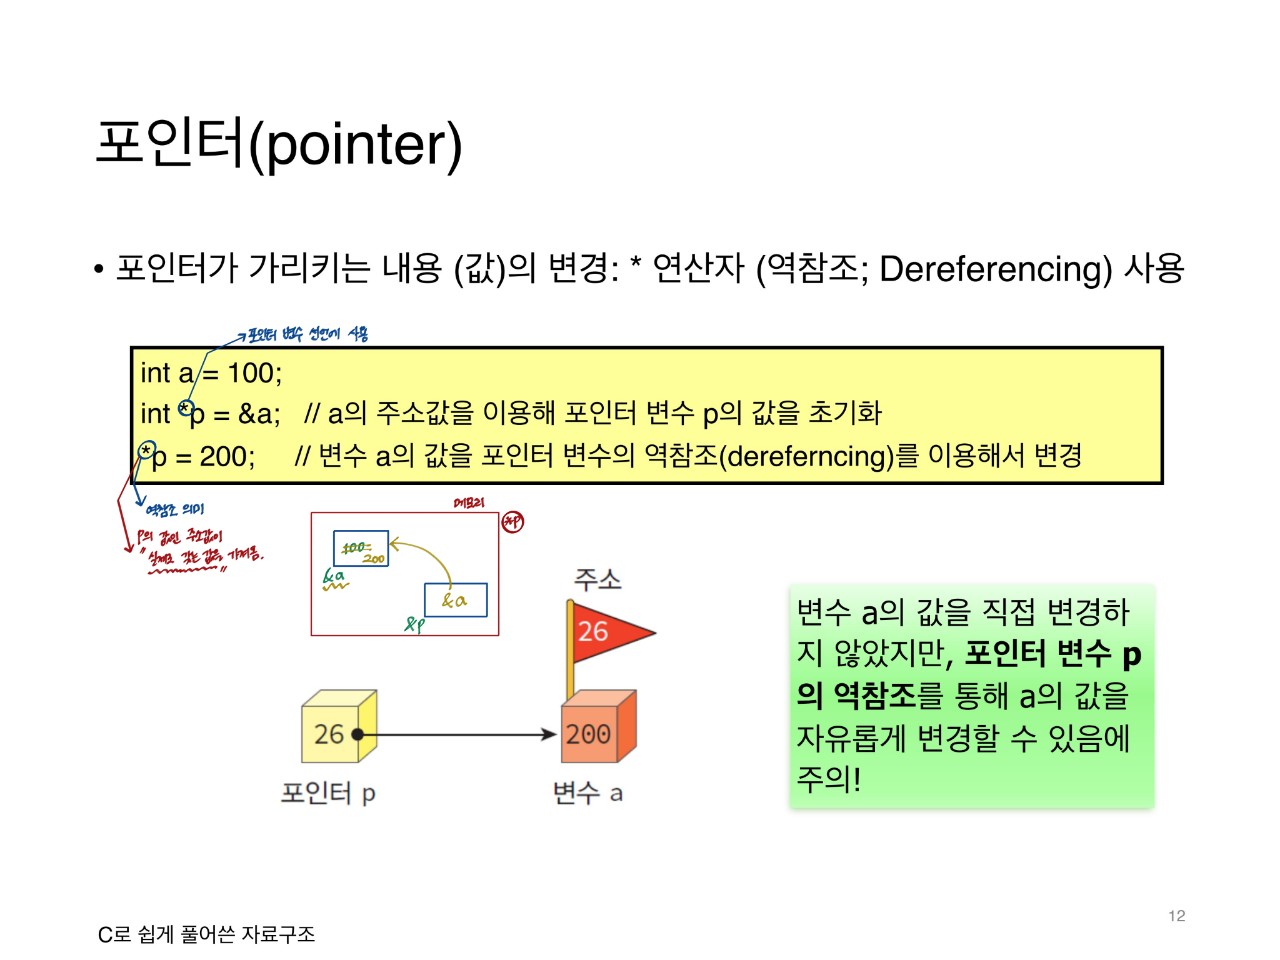 포인터(pointer)
• 포인터가 가리키는 내용 (값)의 변경: * 연산자 (역참조; Dereferencing) 사용
포인터 변수 선언에 사용
int a = 100;
int *p = &a; // a의 주소값을 이용해 포인터 변수 p의 값을 초기화
*p = 200; // 변수 a의 값을 포인터 변수의 역참조(dereferncing)를 이용해서 변경
역참조 의미
P의 값인 주소값이
"실제로 갖는 값을" 가져옴.
메모리
*P
100
200
&a
&a
&p
주소
26
26
200
포인터 p
변수 a
변수 a의 값을 직접 변경하
지 않았지만, 포인터 변수 p
의 역참조를 통해 a의 값을
자유롭게 변경할 수 있음에
주의!
12
C로 쉽게 풀어쓴 자료구조